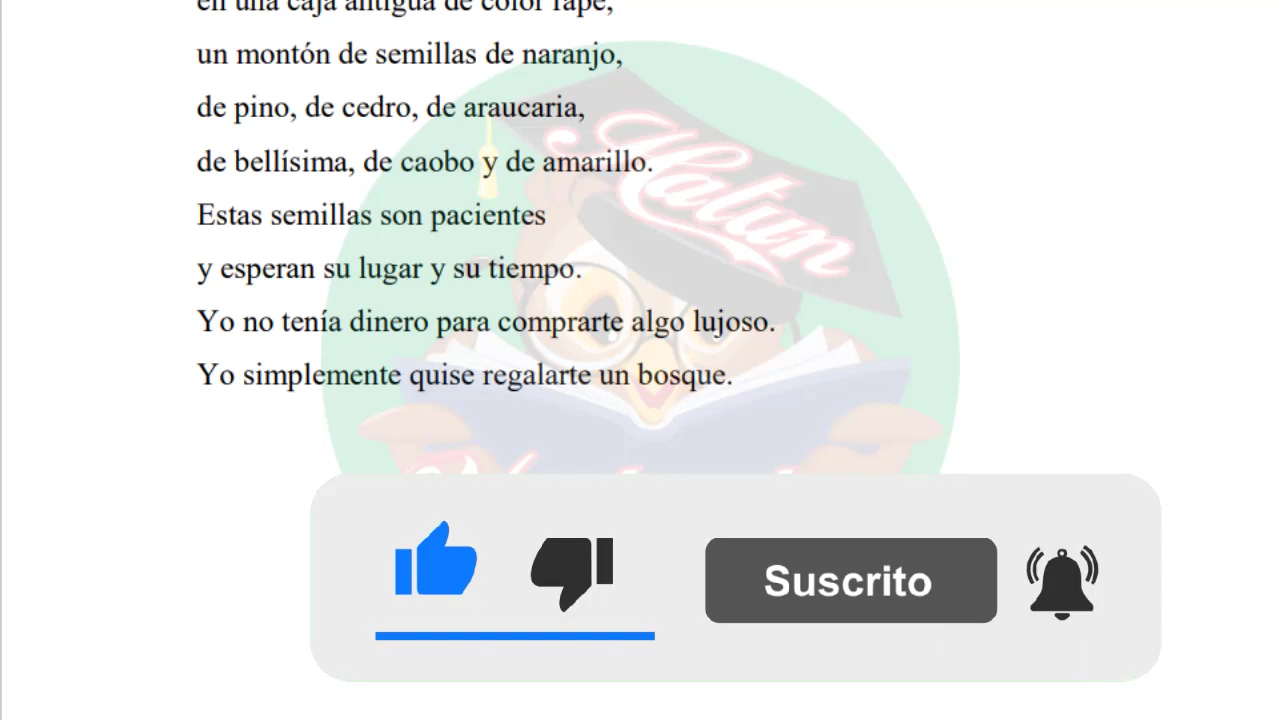 en una caja antigua de color rapé,
un montón de semillas de naranjo,
de pino, de cedro, de araucaria,
de bellísima, de caobo y de amarillo.
Estas semillas son pacientes
y esperan su lugar y su tiempo.
Yo no tenía dinero para comprarte algo lujoso.
Yo simplemente quise regalarte un bosque.
Hatun
Suscrito